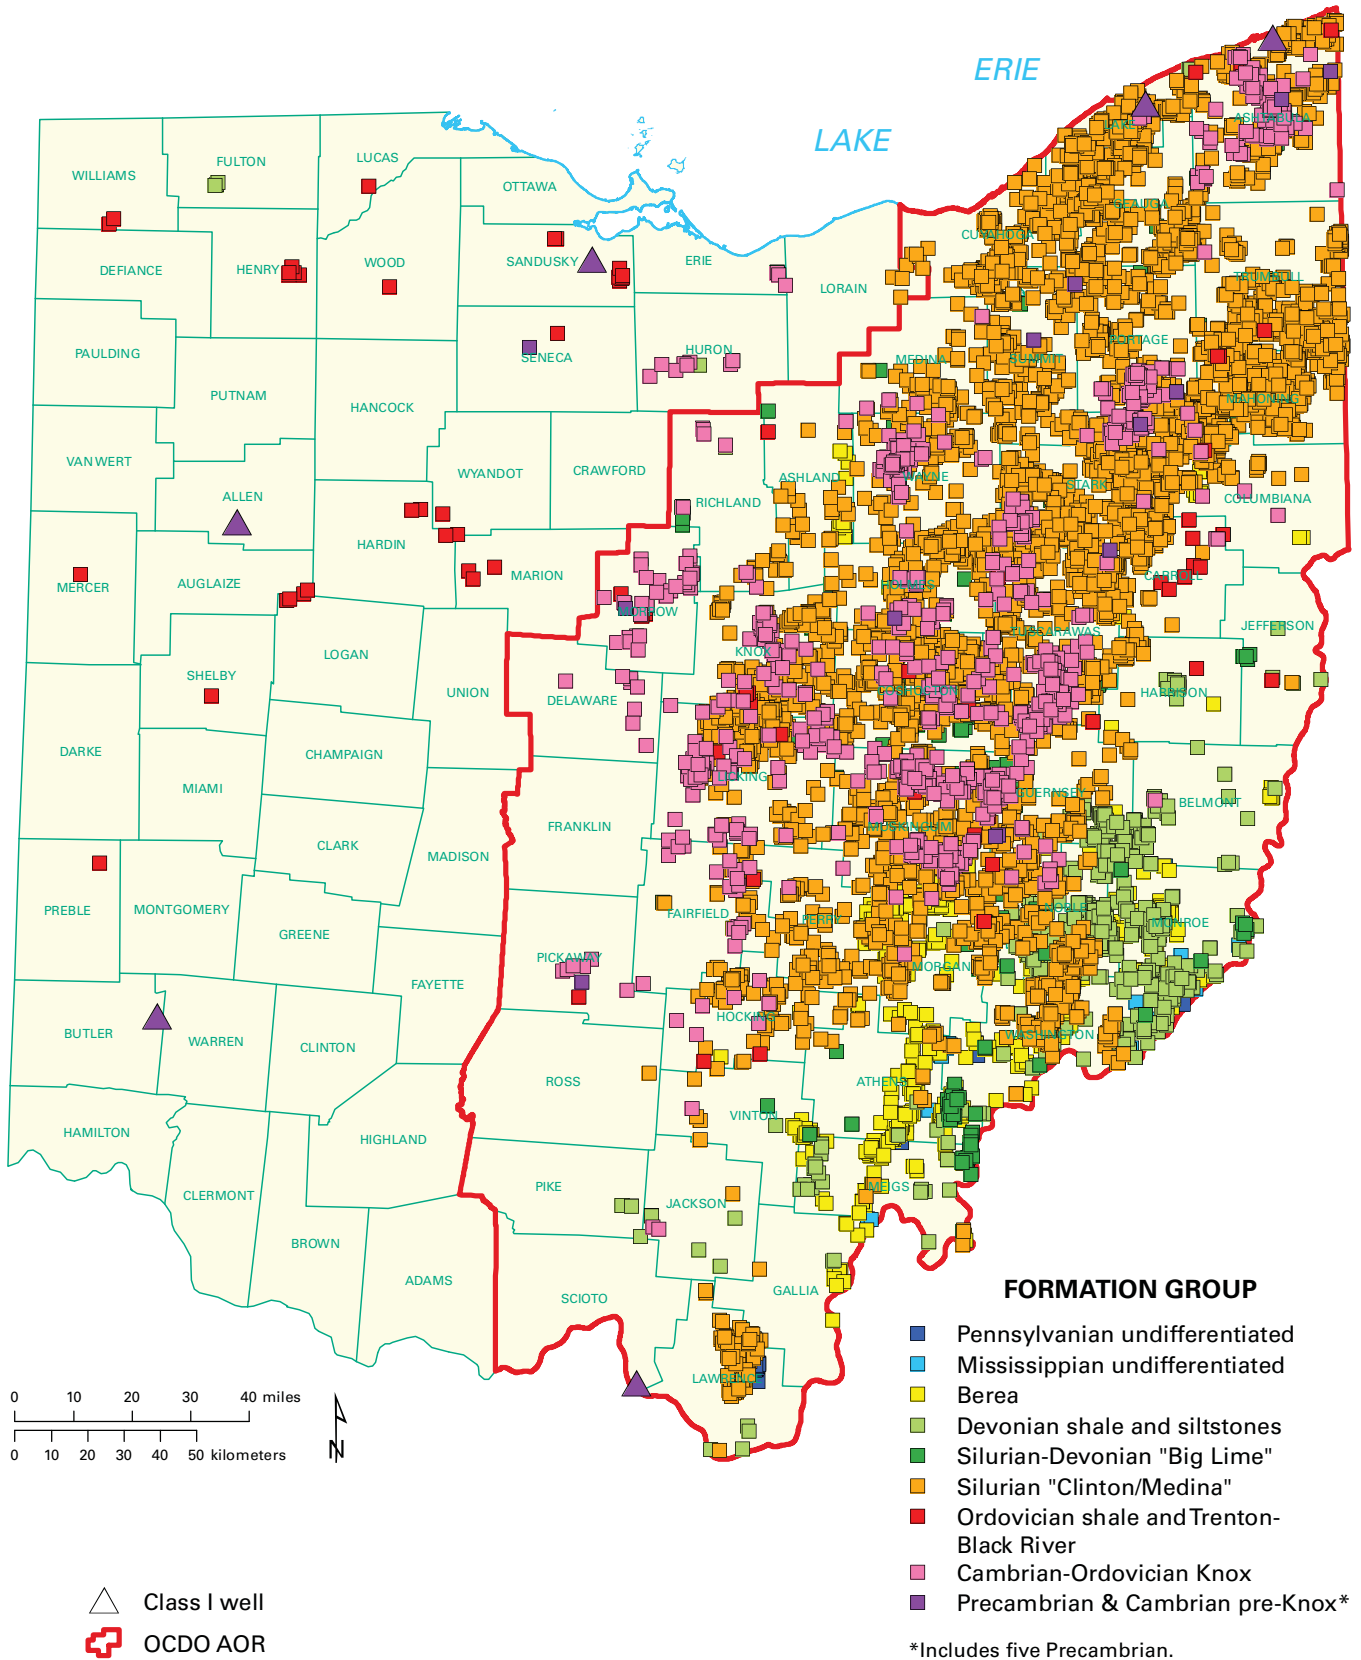 ERIE
LAKE
ASHTABULA
LAKE
FULTON
LUCAS
WILLIAMS
OTTAWA
GEAUGA
CUYAHOGA
DEFIANCE
HENRY
WOOD
SANDUSKY
ERIE
LORAIN
TRUMBULL
PAULDING
SENECA
HURON
MEDINA
SUMMIT
PORTAGE
PUTNAM
HANCOCK
MAHONING
VAN WERT
WYANDOT
CRAWFORD
ASHLAND
WAYNE
STARK
ALLEN
RICHLAND
COLUMBIANA
HARDIN
MERCER
AUGLAIZE
MARION
HOLMES
CARROLL
MORROW
JEFFERSON
TUSCARAWAS
LOGAN
KNOX
SHELBY
UNION
DELAWARE
COSHOCTON
HARRISON
DARKE
CHAMPAIGN
LICKING
MIAMI
GUERNSEY
BELMONT
FRANKLIN
MUSKINGUM
CLARK
MADISON
PREBLE
MONTGOMERY
FAIRFIELD
PERRY
NOBLE
MONROE
GREENE
PICKAWAY
MORGAN
FAYETTE
HOCKING
BUTLER
WARREN
CLINTON
WASHINGTON
ROSS
ATHENS
VINTON
HAMILTON
HIGHLAND
CLERMONT
PIKE
JACKSON
MEIGS
BROWN
ADAMS
SCIOTO
GALLIA
LAWRENCE
FORMATION GROUP
Pennsylvanian undifferentiated
Mississippian undifferentiated
Berea
Devonian shale and siltstones
Silurian-Devonian "Big Lime"
Silurian "Clinton/Medina"
Ordovician shale and Trenton-
Black River
Cambrian-Ordovician Knox
Precambrian & Cambrian pre-Knox*
*Includes five Precambrian.
0 10 20 30 40 miles
0 10 20 30 40 50 kilometers
N
Class I well
OCDO AOR